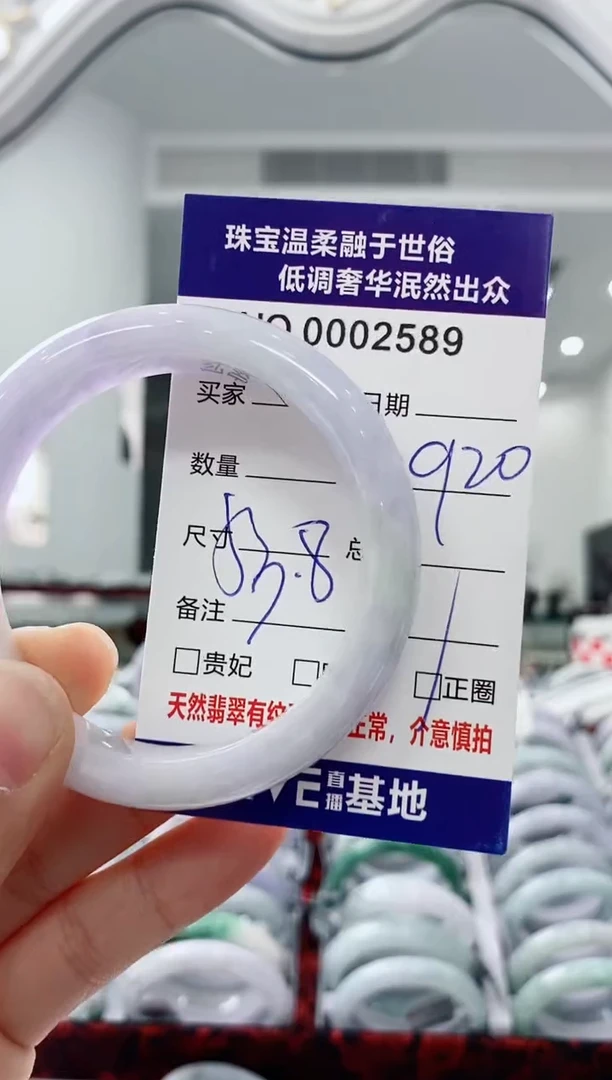 珠宝温柔融于世俗
低调奢华泯然出众
NO 0002589
买家 日期
数量 920
尺寸 53.8
备注
□贵妃 □ □正圈
天然翡翠有纹 正常,介意慎拍
VE直播基地